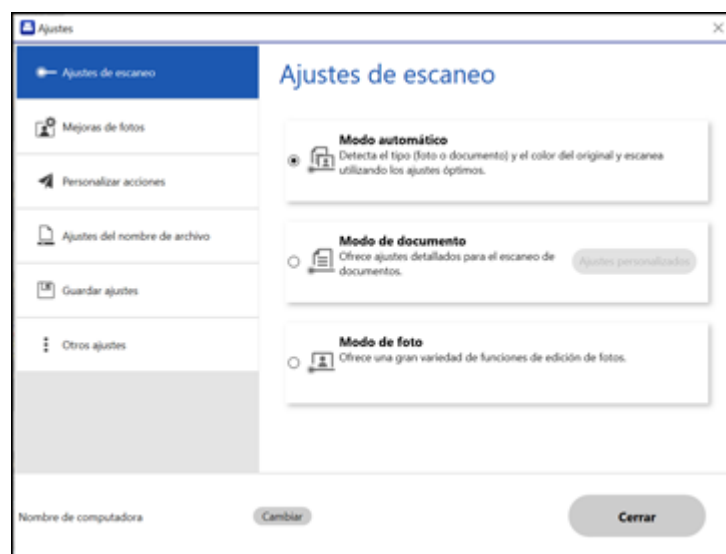 Ajustes
Ajustes de escaneo
Mejoras de fotos
Personalizar acciones
Ajustes del nombre de archivo
Guardar ajustes
Otros ajustes
Ajustes de escaneo
Modo automático
Detecta el tipo (foto o documento) y el color del original y escanea
utilizando los ajustes óptimos.
Modo de documento
Ofrece ajustes detallados para el escaneo de
documentos.
Ajustes personalizados
Modo de foto
Ofrece una gran variedad de funciones de edición de fotos.
Nombre de computadora
Cambiar
Cerrar